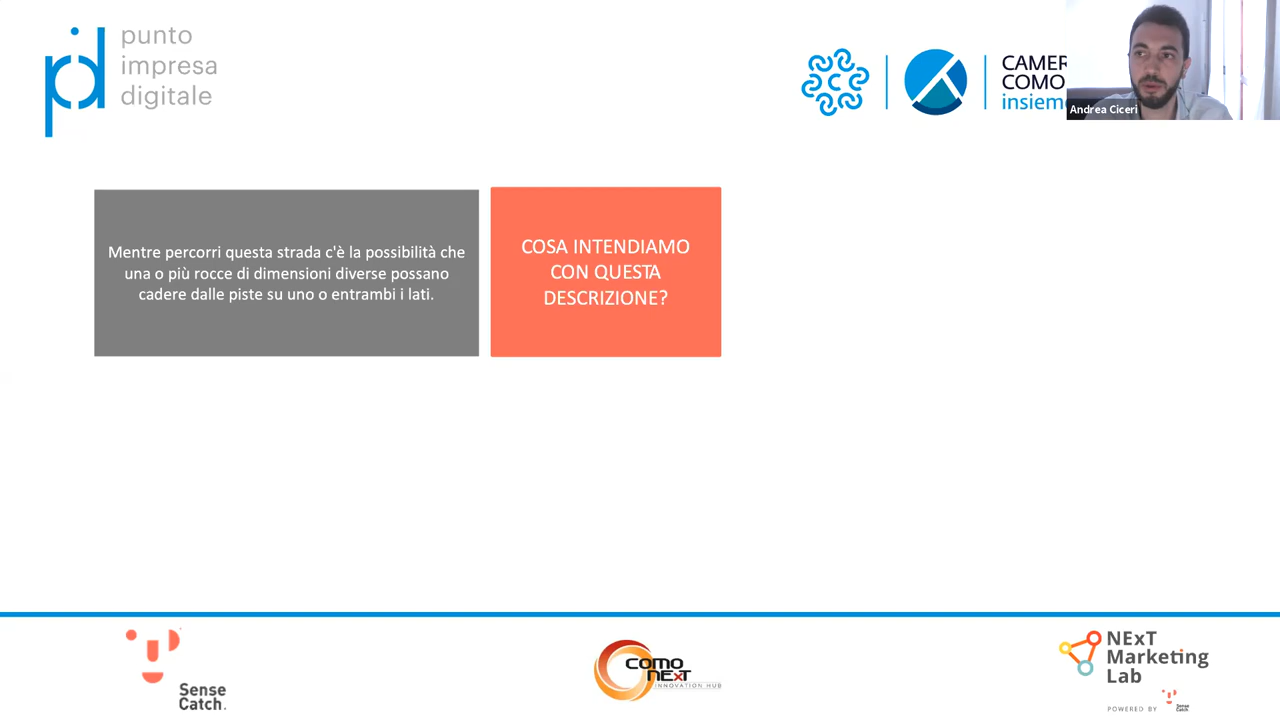 punto
impresa
digitale
CAMER
COMO
insiem
Andrea Ciceri
Mentre percorri questa strada c'è la possibilità che
una o più rocce di dimensioni diverse possano
cadere dalle piste su uno o entrambi i lati.
COSA INTENDIAMO
CON QUESTA
DESCRIZIONE?
Sense
Catch.
COMO
NExT
INNOVATION HUB
NExT
Marketing
Lab
POWERED BY
Sense
Catch